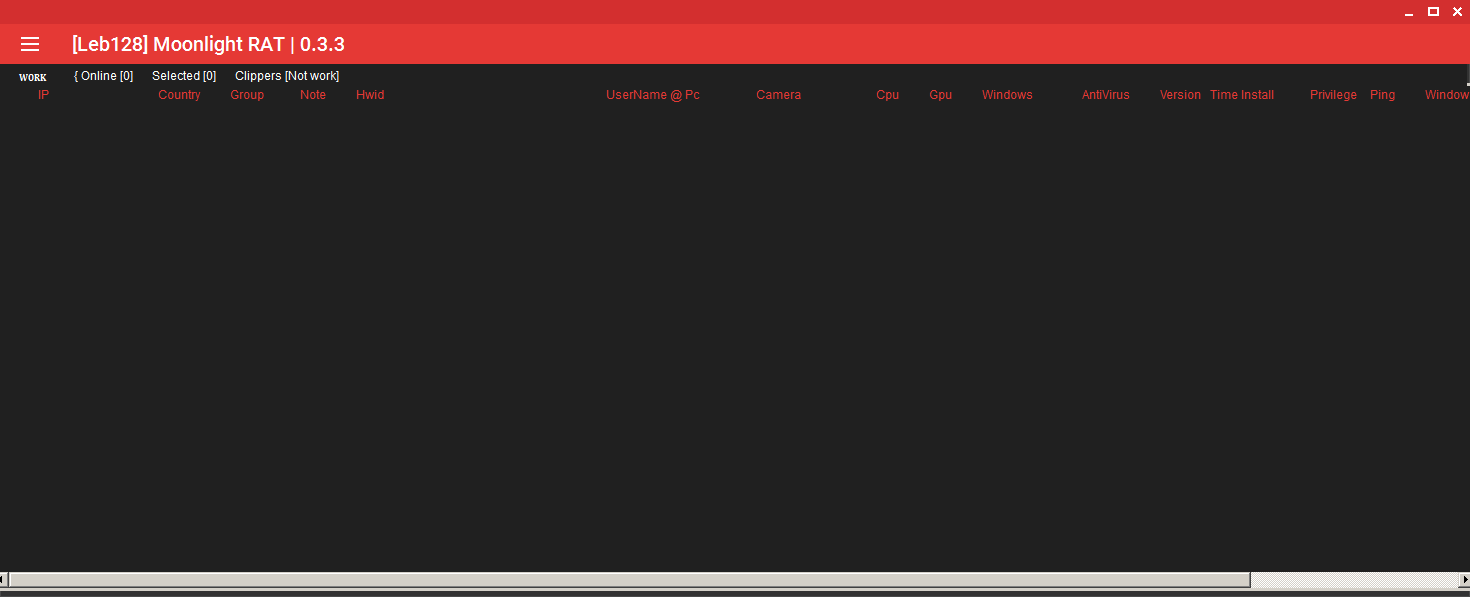 [Leb128] Moonlight RAT | 0.3.3
WORK { Online [0] Selected [0] Clippers [Not work]
IP Country Group Note Hwid UserName @ Pc Camera Cpu Gpu Windows AntiVirus Version Time Install Privilege Ping Window